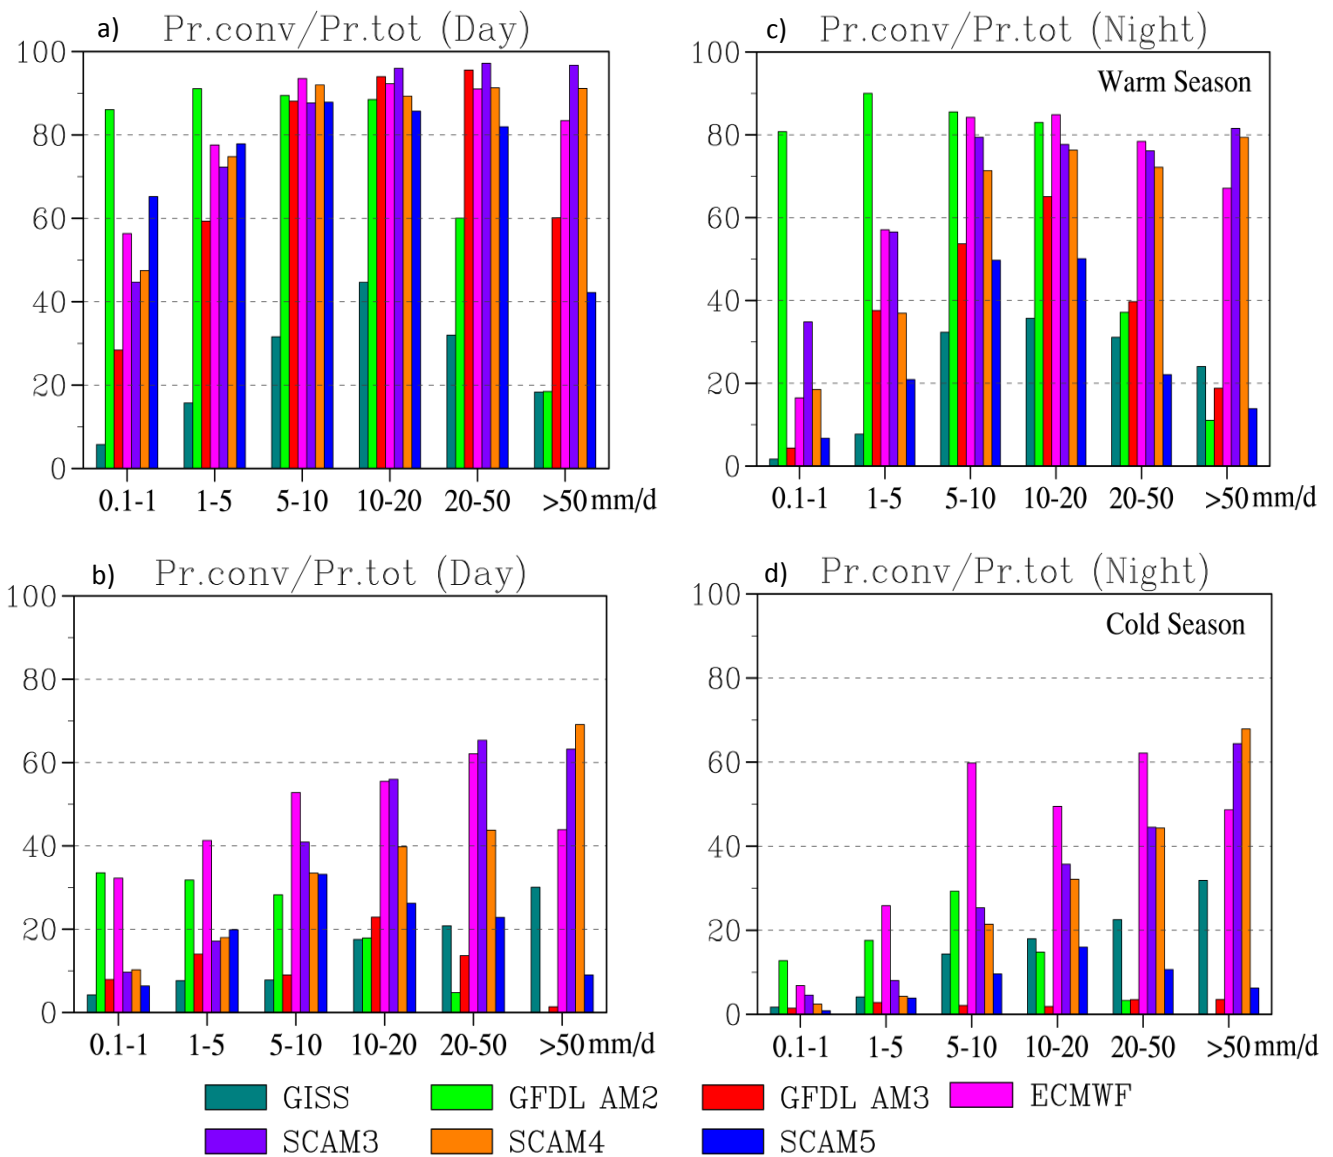 a) Pr.conv/Pr.tot (Day)
100
80
60
40
20
0
0.1-1 1-5 5-10 10-20 20-50 >50 mm/d
c) Pr.conv/Pr.tot (Night)
Warm Season
100
80
60
40
20
0
0.1-1 1-5 5-10 10-20 20-50 >50 mm/d
b) Pr.conv/Pr.tot (Day)
100
80
60
40
20
0
0.1-1 1-5 5-10 10-20 20-50 >50 mm/d
d) Pr.conv/Pr.tot (Night)
Cold Season
100
80
60
40
20
0
0.1-1 1-5 5-10 10-20 20-50 >50 mm/d
GISS GFDL AM2 GFDL AM3 ECMWF
SCAM3 SCAM4 SCAM5